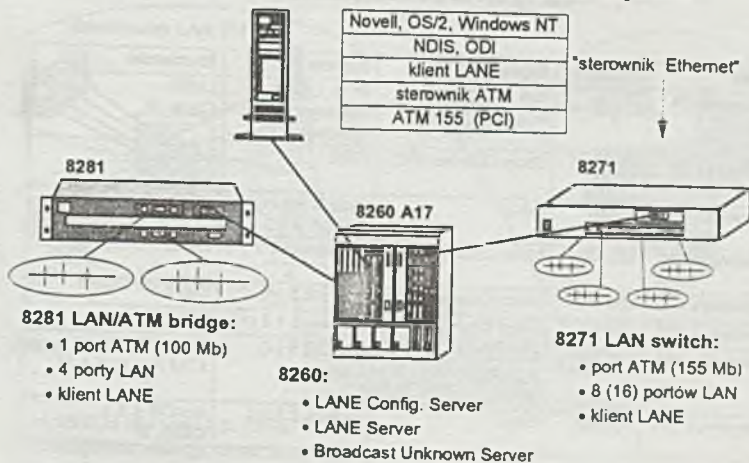 Novell, OS/2, Windows NT
NDIS, ODI
klient LANE
sterownik ATM
ATM 155 (PCI)
"sterownik Ethernet"
8281
8260 A17
8271
8281 LAN/ATM bridge:
• 1 port ATM (100 Mb)
• 4 porty LAN
• klient LANE
8260:
• LANE Config. Server
• LANE Server
• Broadcast Unknown Server
8271 LAN switch:
• port ATM (155 Mb)
• 8 (16) portów LAN
• klient LANE